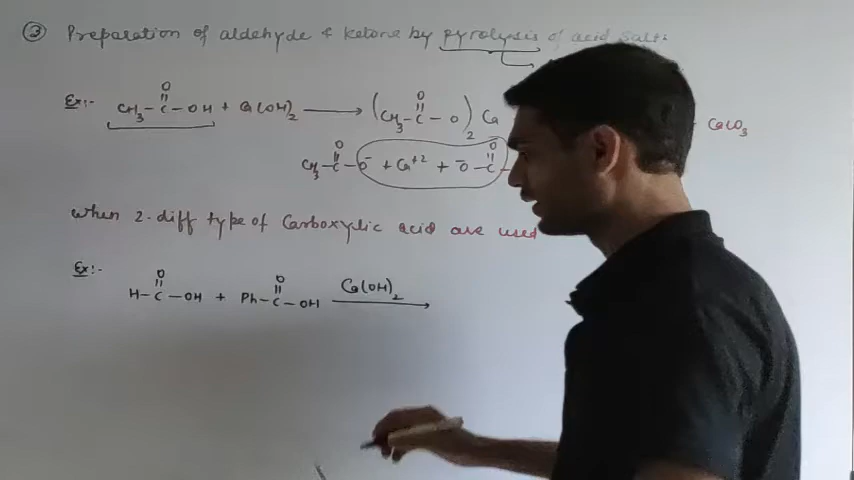 ③ Preparation of aldehyde & ketone by pyrolysis of acid salt:
Ex:- CH₃-C(=O)-OH + Ca(OH)₂ ⟶ (CH₃-C(=O)-O)₂ Ca CaCO₃
CH₃-C(=O)-O⁻ + Ca⁺² + ⁻O-C(=O)-
when 2-diff type of Carboxylic acid are used
Ex:-
H-C(=O)-OH + Ph-C(=O)-OH Ca(OH)₂ ⟶